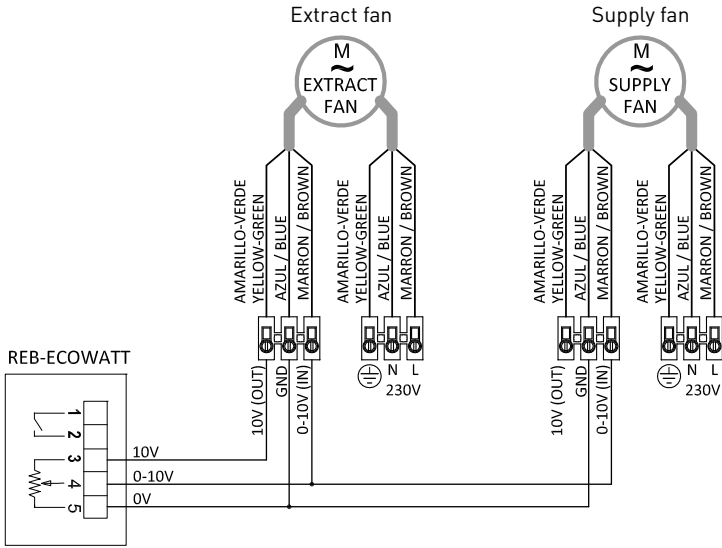 Extract fan
Supply fan
M
~
EXTRACT
FAN
M
~
SUPPLY
FAN
AMARILLO-VERDE
YELLOW-GREEN
AZUL / BLUE
MARRON / BROWN
AMARILLO-VERDE
YELLOW-GREEN
AZUL / BLUE
MARRON / BROWN
AMARILLO-VERDE
YELLOW-GREEN
AZUL / BLUE
MARRON / BROWN
AMARILLO-VERDE
YELLOW-GREEN
AZUL / BLUE
MARRON / BROWN
10V (OUT)
GND
0-10V (IN)
N L
230V
10V (OUT)
GND
0-10V (IN)
N L
230V
REB-ECOWATT
1
2
3
4
5
10V
0-10V
0V